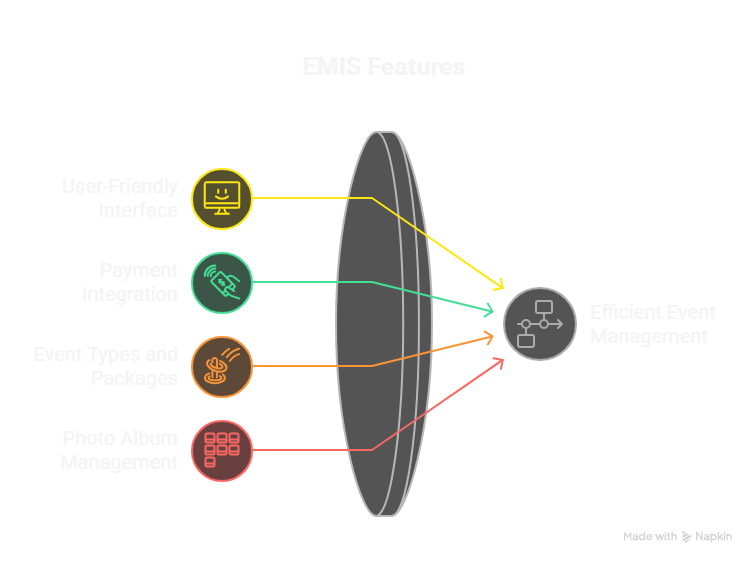 EMIS Features
User-Friendly
Interface
Payment
Integration
Event Types and
Packages
Photo Album
Management
Efficient Event
Management
Made with Napkin